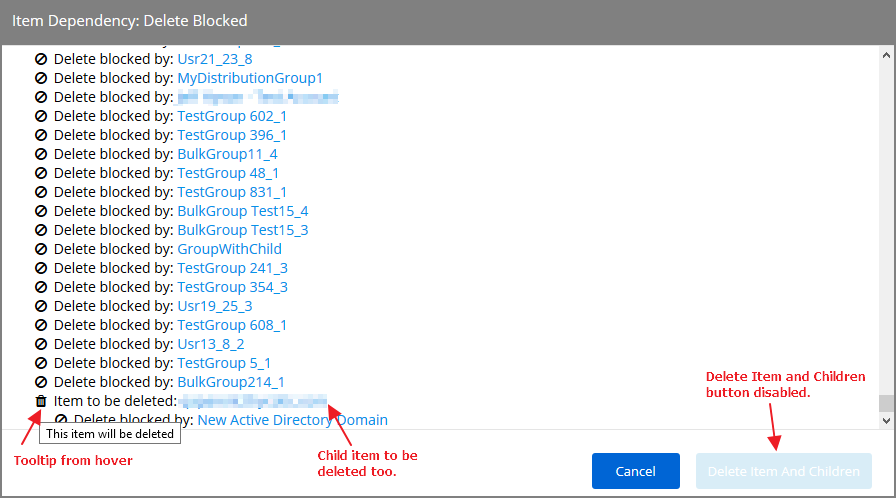 Item Dependency: Delete Blocked
Delete blocked by: Usr21_23_8
Delete blocked by: MyDistributionGroup1
Delete blocked by:
Delete blocked by: TestGroup 602_1
Delete blocked by: TestGroup 396_1
Delete blocked by: BulkGroup11_4
Delete blocked by: TestGroup 48_1
Delete blocked by: TestGroup 831_1
Delete blocked by: BulkGroup Test15_4
Delete blocked by: BulkGroup Test15_3
Delete blocked by: GroupWithChild
Delete blocked by: TestGroup 241_3
Delete blocked by: TestGroup 354_3
Delete blocked by: Usr19_25_3
Delete blocked by: TestGroup 608_1
Delete blocked by: Usr13_8_2
Delete blocked by: TestGroup 5_1
Delete blocked by: BulkGroup214_1
Item to be deleted:
Delete blocked by: New Active Directory Domain
This item will be deleted
Tooltip from hover
Child item to be
deleted too.
Delete Item and Children
button disabled.
Cancel
Delete Item And Children